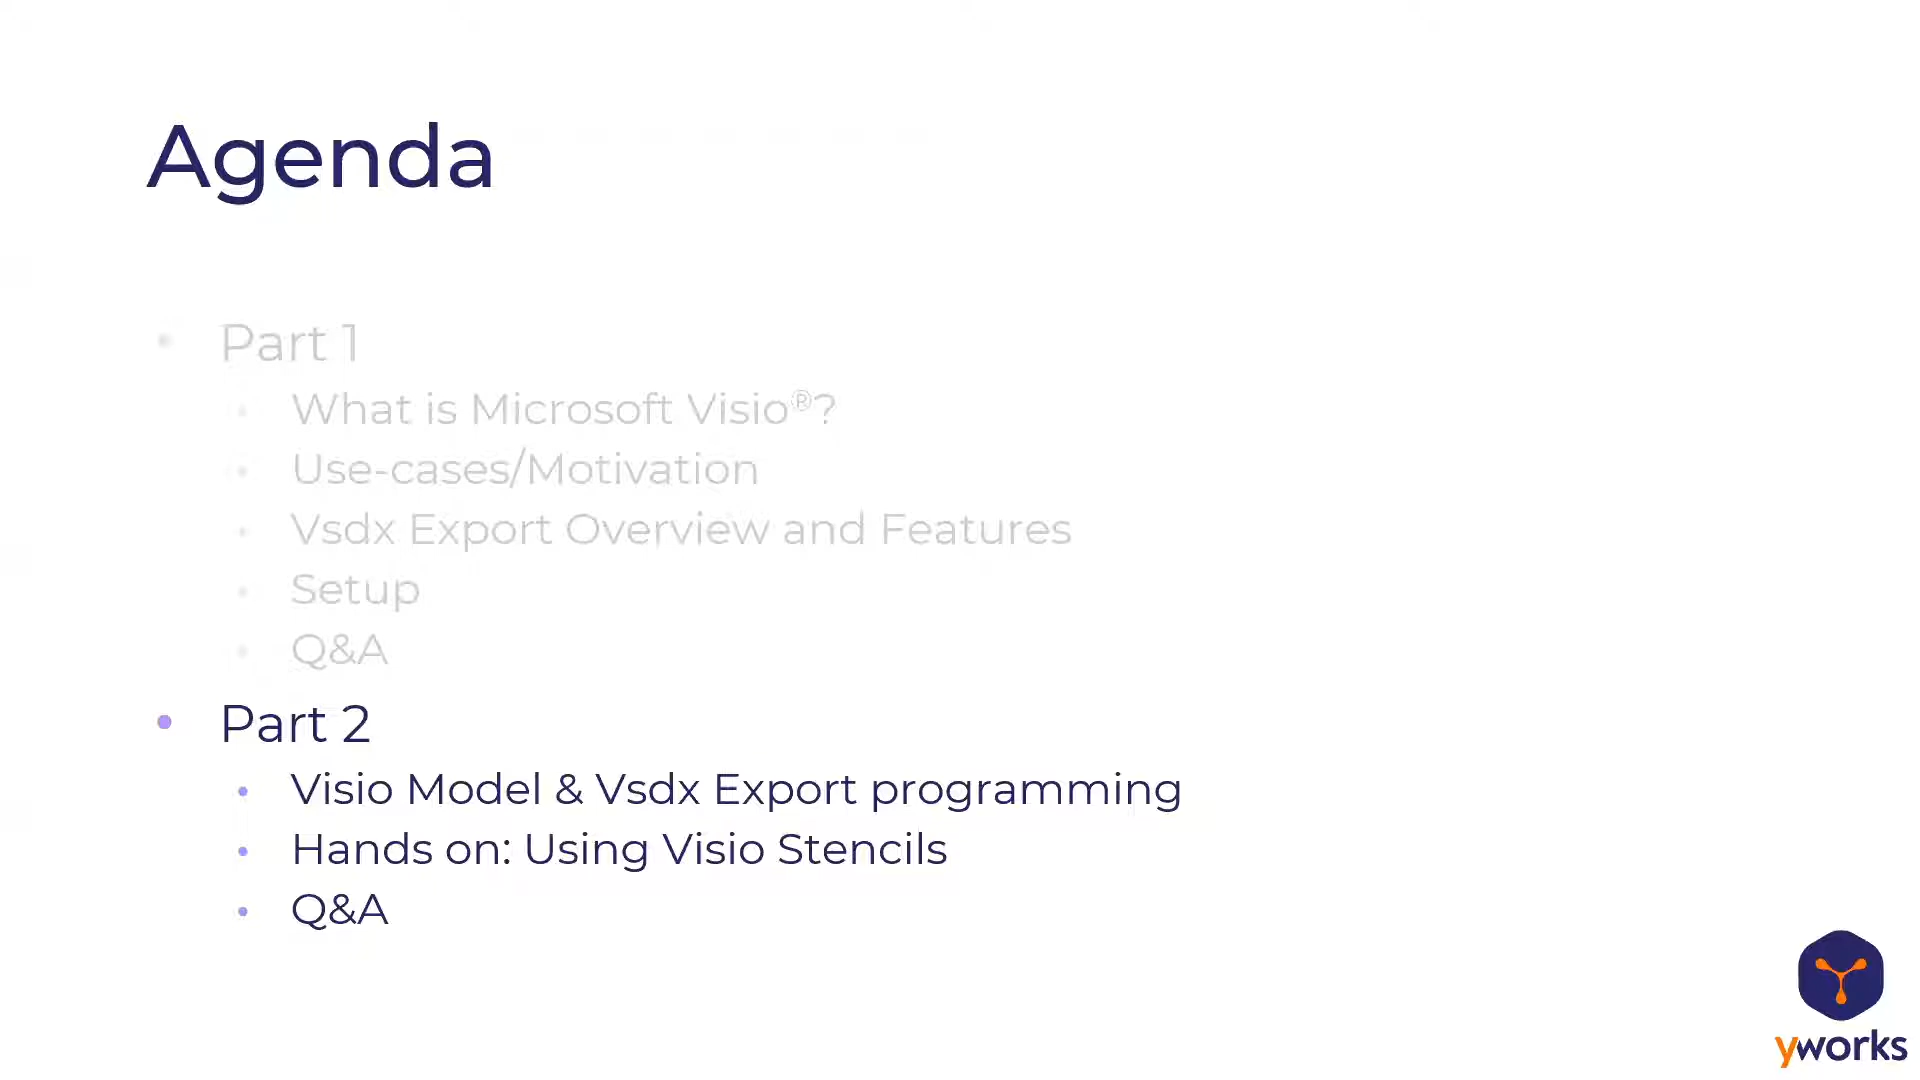 Agenda
• Part 1
• What is Microsoft Visio®?
• Use-cases/Motivation
• Vsdx Export Overview and Features
• Setup
• Q&A
• Part 2
• Visio Model & Vsdx Export programming
• Hands on: Using Visio Stencils
• Q&A
yworks